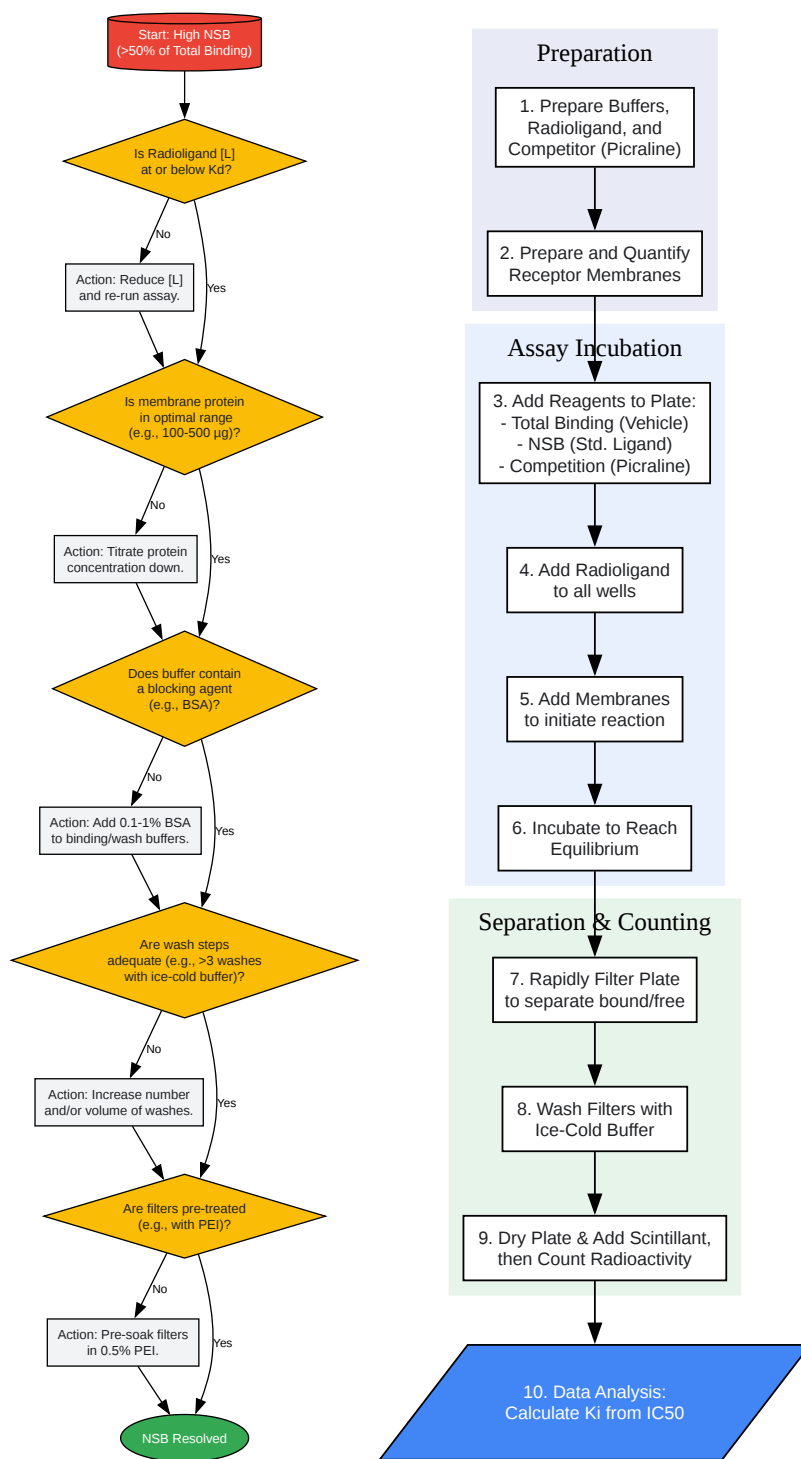 Start: High NSB
(>50% of Total Binding)
Is Radioligand [L]
at or below Kd?
No
Yes
Action: Reduce [L]
and re-run assay.
Is membrane protein
in optimal range
(e.g., 100-500 µg)?
No
Yes
Action: Titrate protein
concentration down.
Does buffer contain
a blocking agent
(e.g., BSA)?
No
Yes
Action: Add 0.1-1% BSA
to binding/wash buffers.
Are wash steps
adequate (e.g., >3 washes
with ice-cold buffer)?
No
Yes
Action: Increase number
and/or volume of washes.
Are filters pre-treated
(e.g., with PEI)?
No
Yes
Action: Pre-soak filters
in 0.5% PEI.
NSB Resolved
Preparation
1. Prepare Buffers,
Radioligand, and
Competitor (Picraline)
2. Prepare and Quantify
Receptor Membranes
Assay Incubation
3. Add Reagents to Plate:
- Total Binding (Vehicle)
- NSB (Std. Ligand)
- Competition (Picraline)
4. Add Radioligand
to all wells
5. Add Membranes
to initiate reaction
6. Incubate to Reach
Equilibrium
Separation & Counting
7. Rapidly Filter Plate
to separate bound/free
8. Wash Filters with
Ice-Cold Buffer
9. Dry Plate & Add Scintillant,
then Count Radioactivity
10. Data Analysis:
Calculate Ki from IC50